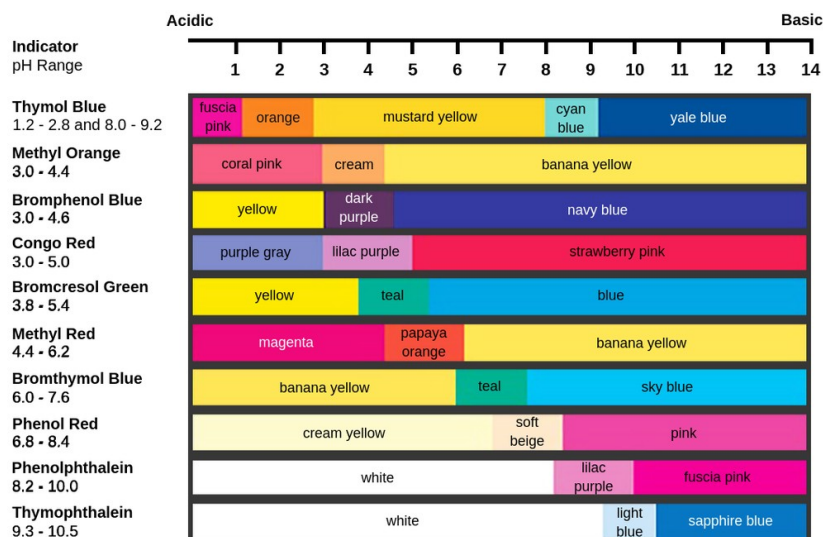 Acidic Basic
Indicator
pH Range
1 2 3 4 5 6 7 8 9 10 11 12 13 14
Thymol Blue
1.2 - 2.8 and 8.0 - 9.2
fuscia
pink
orange
mustard yellow
cyan
blue
yale blue
Methyl Orange
3.0 - 4.4
coral pink
cream
banana yellow
Bromphenol Blue
3.0 - 4.6
yellow
dark
purple
navy blue
Congo Red
3.0 - 5.0
purple gray
lilac purple
strawberry pink
Bromcresol Green
3.8 - 5.4
yellow
teal
blue
Methyl Red
4.4 - 6.2
magenta
papaya
orange
banana yellow
Bromthymol Blue
6.0 - 7.6
banana yellow
teal
sky blue
Phenol Red
6.8 - 8.4
cream yellow
soft
beige
pink
Phenolphthalein
8.2 - 10.0
white
lilac
purple
fuscia pink
Thymophthalein
9.3 - 10.5
white
light
blue
sapphire blue